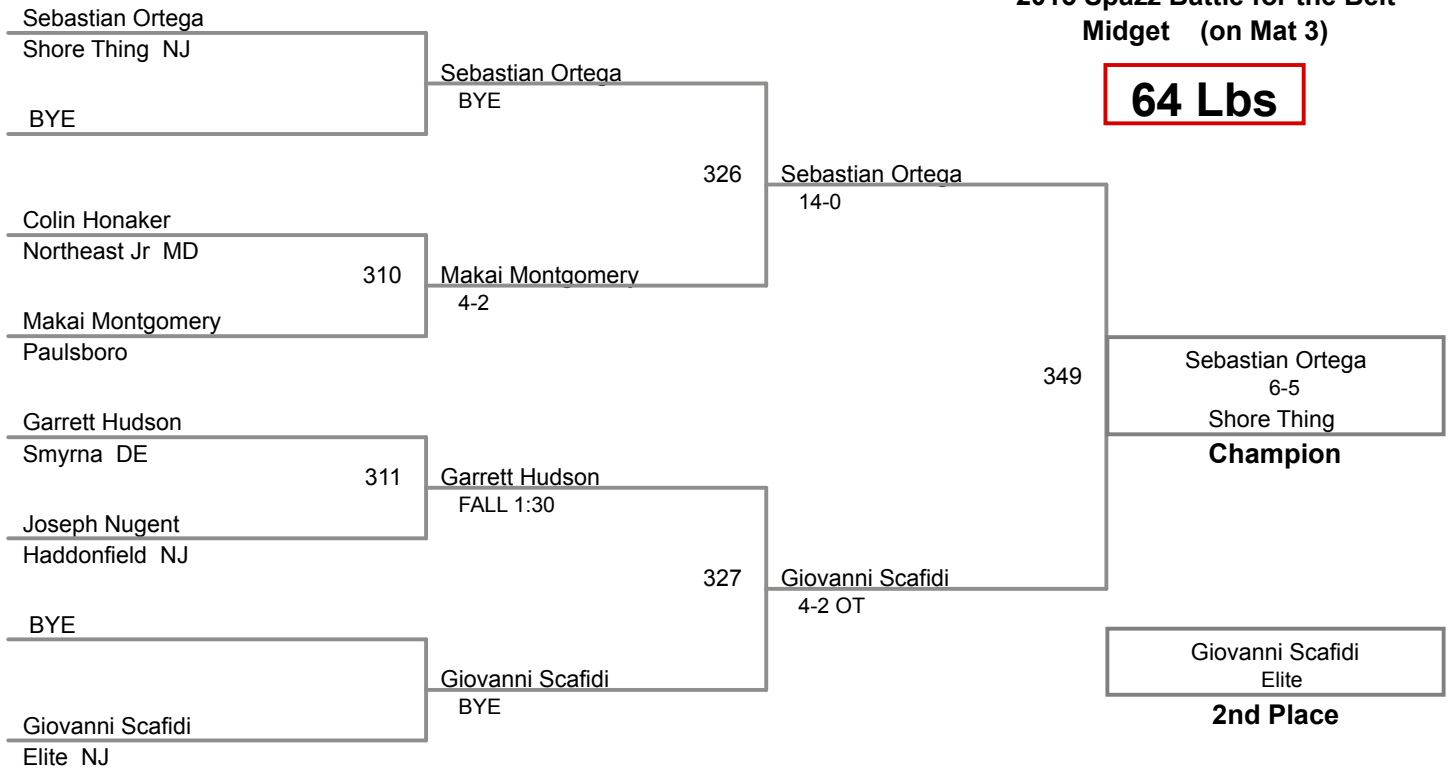 Spazz Battle for the Belt
Midget (on Mat 3)
64 Lbs
Sebastian Ortega
Shore Thing NJ
Sebastian Ortega
BYE
BYE
326
Sebastian Ortega
14-0
Colin Honaker
Northeast Jr MD
310
Makai Montgomery
4-2
Makai Montgomery
Paulsboro
349
Sebastian Ortega
6-5
Shore Thing
Champion
Garrett Hudson
Smyrna DE
311
Garrett Hudson
FALL 1:30
Joseph Nugent
Haddonfield NJ
327
Giovanni Scafidi
4-2 OT
BYE
Giovanni Scafidi
BYE
Giovanni Scafidi
Elite
2nd Place
Giovanni Scafidi
Elite NJ